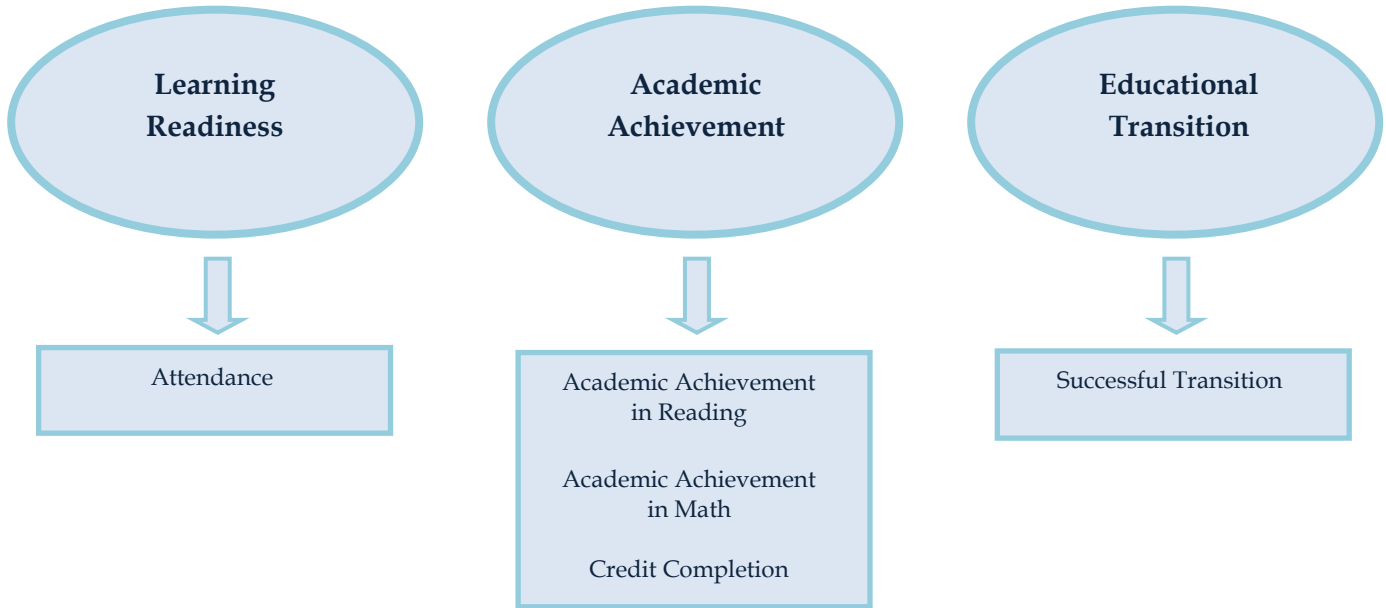 Learning
Readiness
Attendance
Academic
Achievement
Academic Achievement
in Reading
Academic Achievement
in Math
Credit Completion
Educational
Transition
Successful Transition